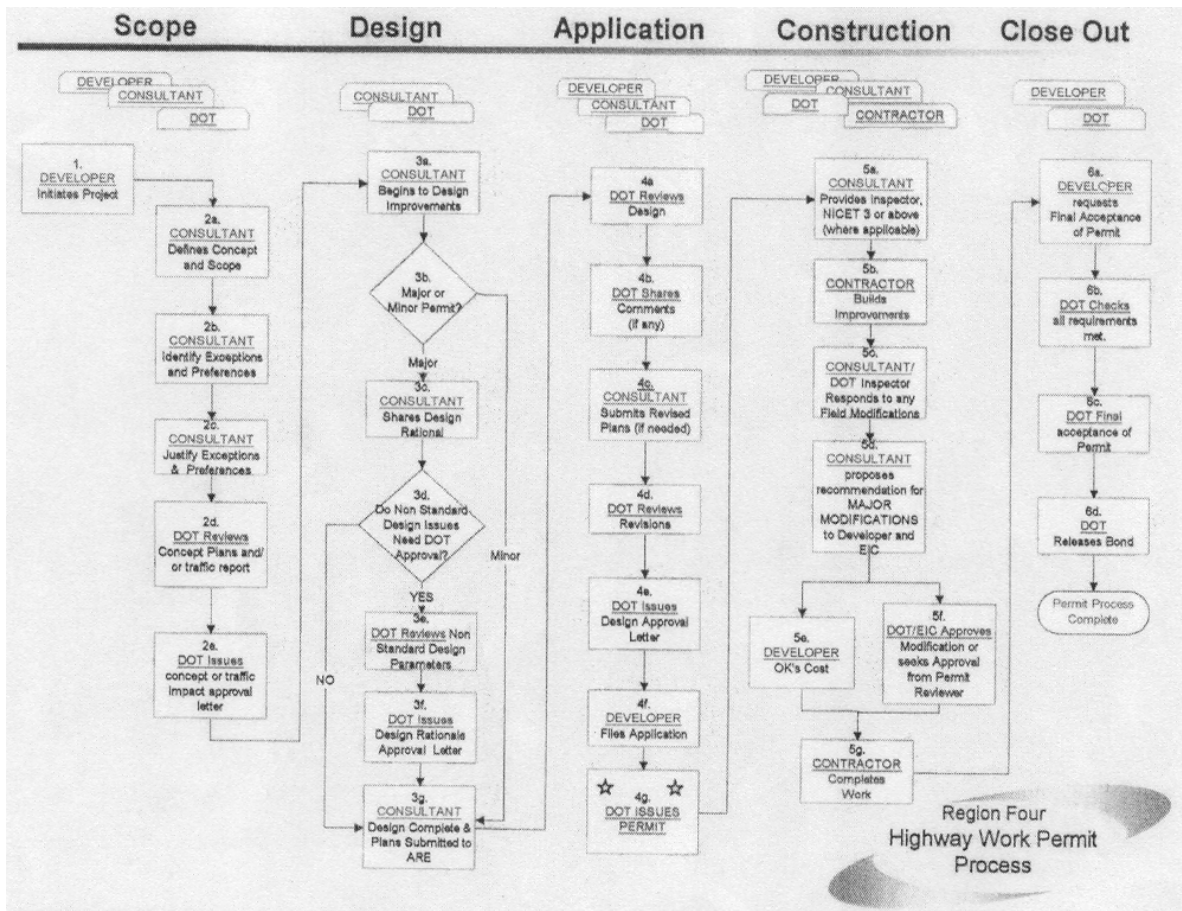 Scope
Design
Application
Construction
Close Out
DEVELOPER
CONSULTANT
DOT
CONSULTANT
DOT
DEVELOPER
CONSULTANT
DOT
DEVELOPER
CONSULTANT
DOT
CONTRACTOR
DEVELOPER
DOT
1.
DEVELOPER
Initiates Project
2a.
CONSULTANT
Defines Concept
and Scope
2b.
CONSULTANT
Identify Exceptions
and Preferences
2c.
CONSULTANT
Justify Exceptions
& Preferences
2d.
DOT Reviews
Concept Plans and/
or traffic report
2e.
DOT Issues
concept or traffic
impact approval
letter
3a.
CONSULTANT
Begins to Design
Improvements
3b.
Major or
Minor Permit?
Major
Minor
3c.
CONSULTANT
Shares Design
Rational
3d.
Do Non Standard
Design Issues
Need DOT
Approval?
YES
NO
3e.
DOT Reviews Non
Standard Design
Parameters
3f.
DOT Issues
Design Rationale
Approval Letter
3g.
CONSULTANT
Design Complete &
Plans Submitted to
ARE
4a
DOT Reviews
Design
4b.
DOT Shares
Comments
(if any)
4c.
CONSULTANT
Submits Revised
Plans (if needed)
4d.
DOT Reviews
Revisions
4e.
DOT Issues
Design Approval
Letter
4f.
DEVELOPER
Files Application
4g.
DOT ISSUES
PERMIT
5a.
CONSULTANT
Provides Inspector,
NICET 3 or above
(where applicable)
5b.
CONTRACTOR
Builds
Improvements
5c.
CONSULTANT/
DOT Inspector
Responds to any
Field Modifications
5d.
CONSULTANT
proposes
recommendation for
MAJOR
MODIFICATIONS
to Developer and
EIC
5e.
DEVELOPER
OK's Cost
5f.
DOT/EIC Approves
Modification or
seeks Approval
from Permit
Reviewer
5g.
CONTRACTOR
Completes
Work
6a.
DEVELOPER
requests
Final Acceptance
of Permit
6b.
DOT Checks
all requirements
met.
6c.
DOT Final
acceptance of
Permit
6d.
DOT
Releases Bond
Permit Process
Complete
Region Four
Highway Work Permit
Process